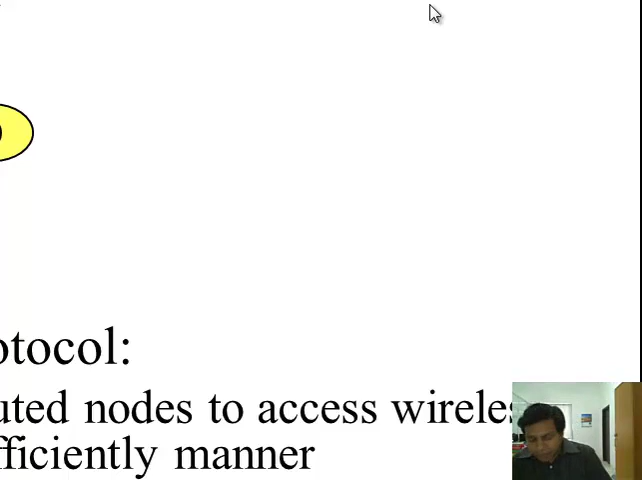 otocol:
uted nodes to access wireles
fficiently manner